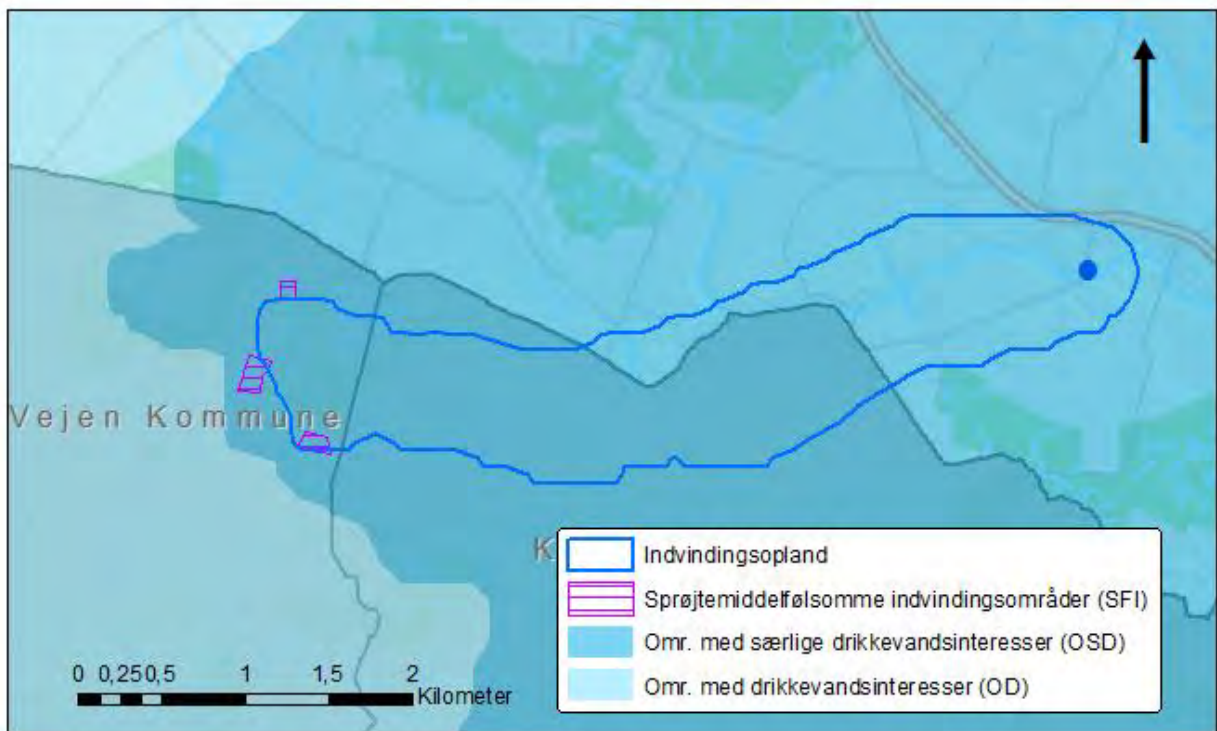 Vejen Kommune
K
Indvindingsopland
Sprøjtemiddelfølsomme indvindingsområder (SFI)
Omr. med særlige drikkevandsinteresser (OSD)
Omr. med drikkevandsinteresser (OD)
0 0,25 0,5 1 1,5 2
Kilometer